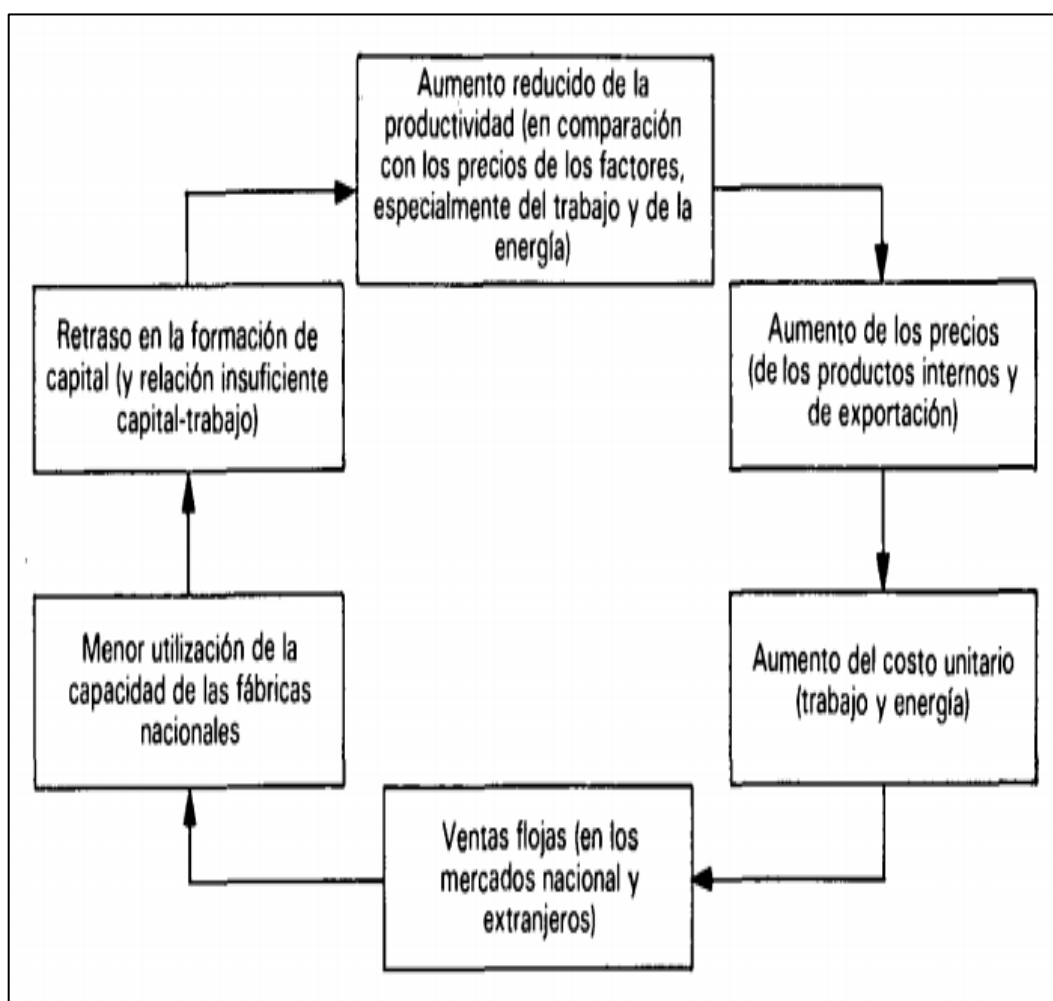 Aumento reducido de la
productividad (en comparación
con los precios de los factores,
especialmente del trabajo y de la
energía)
Aumento de los precios
(de los productos internos y
de exportación)
Aumento del costo unitario
(trabajo y energía)
Ventas flojas (en los
mercados nacional y
extranjeros)
Menor utilización de la
capacidad de las fábricas
nacionales
Retraso en la formación de
capital (y relación insuficiente
capital-trabajo)